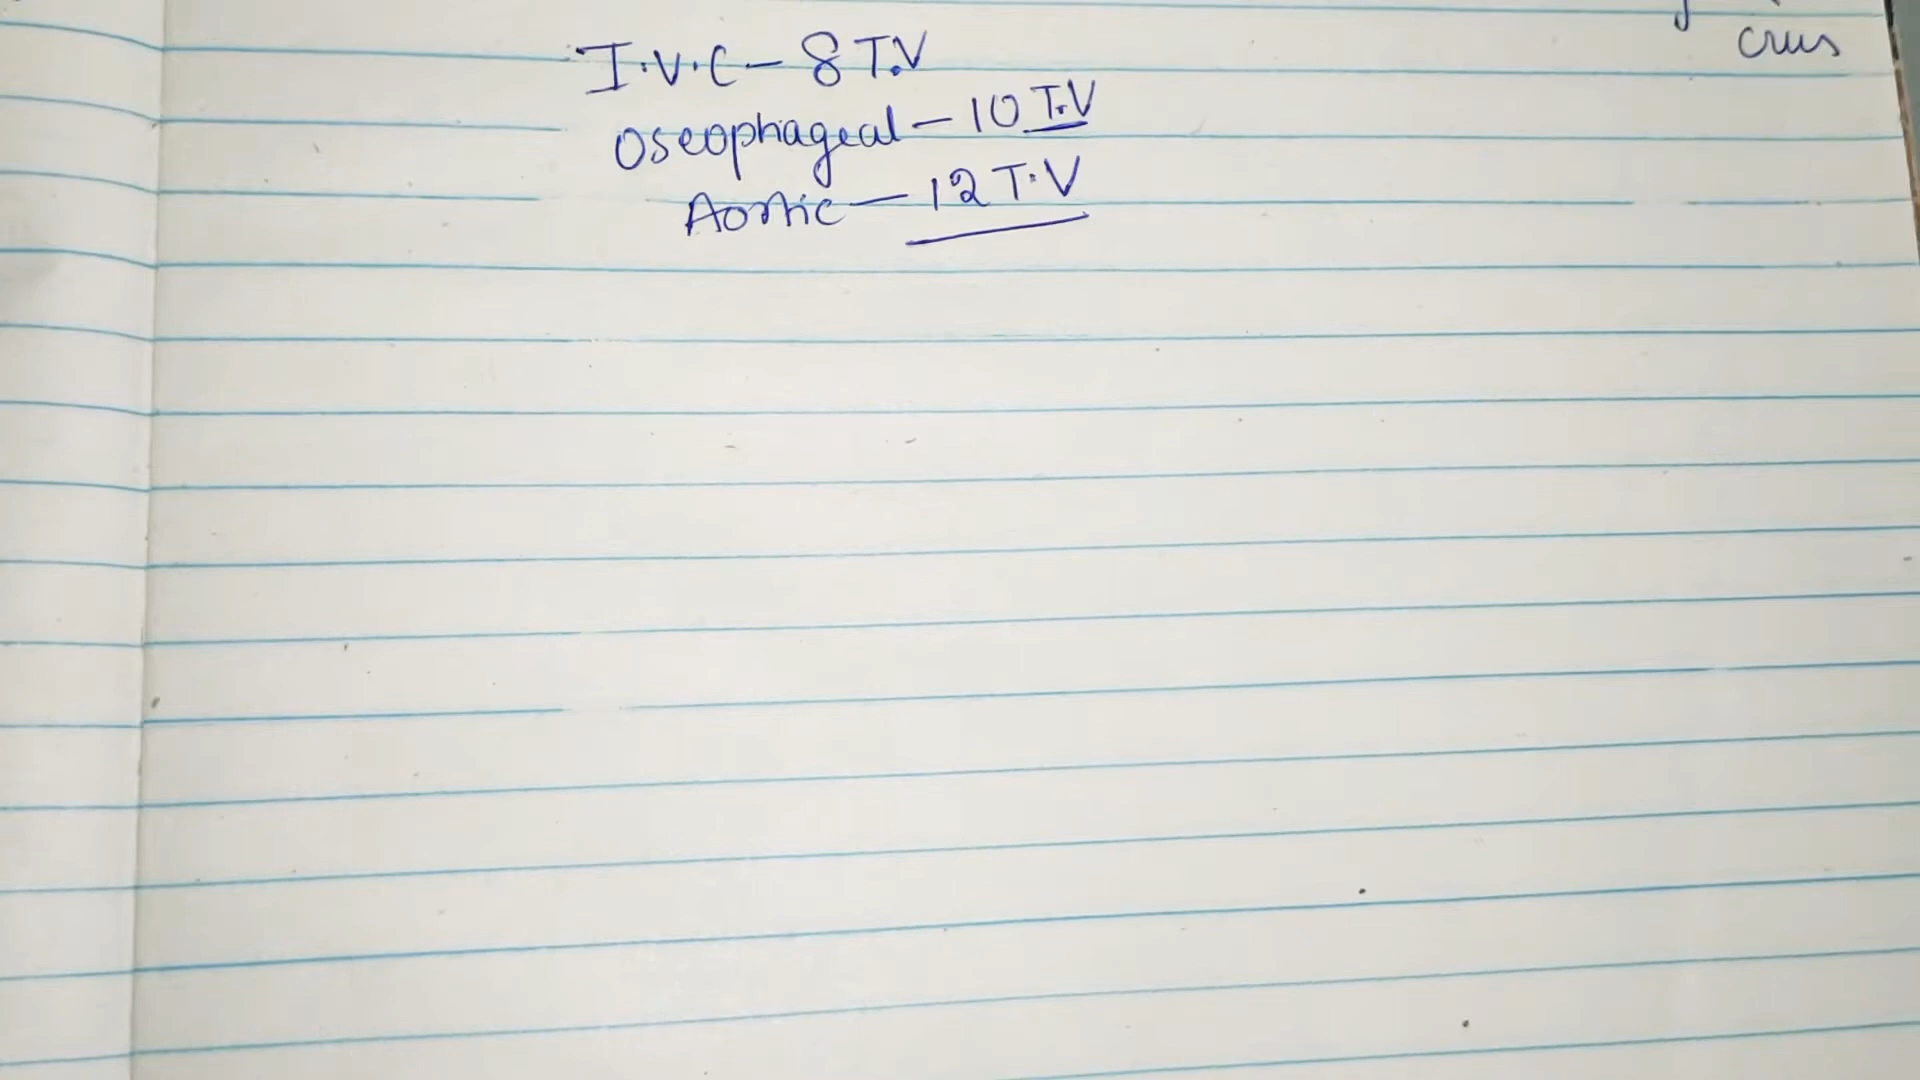 crus
I.V.C - 8 T.V
Oseophageal - 10 T.V
Aortic - 12 T.V